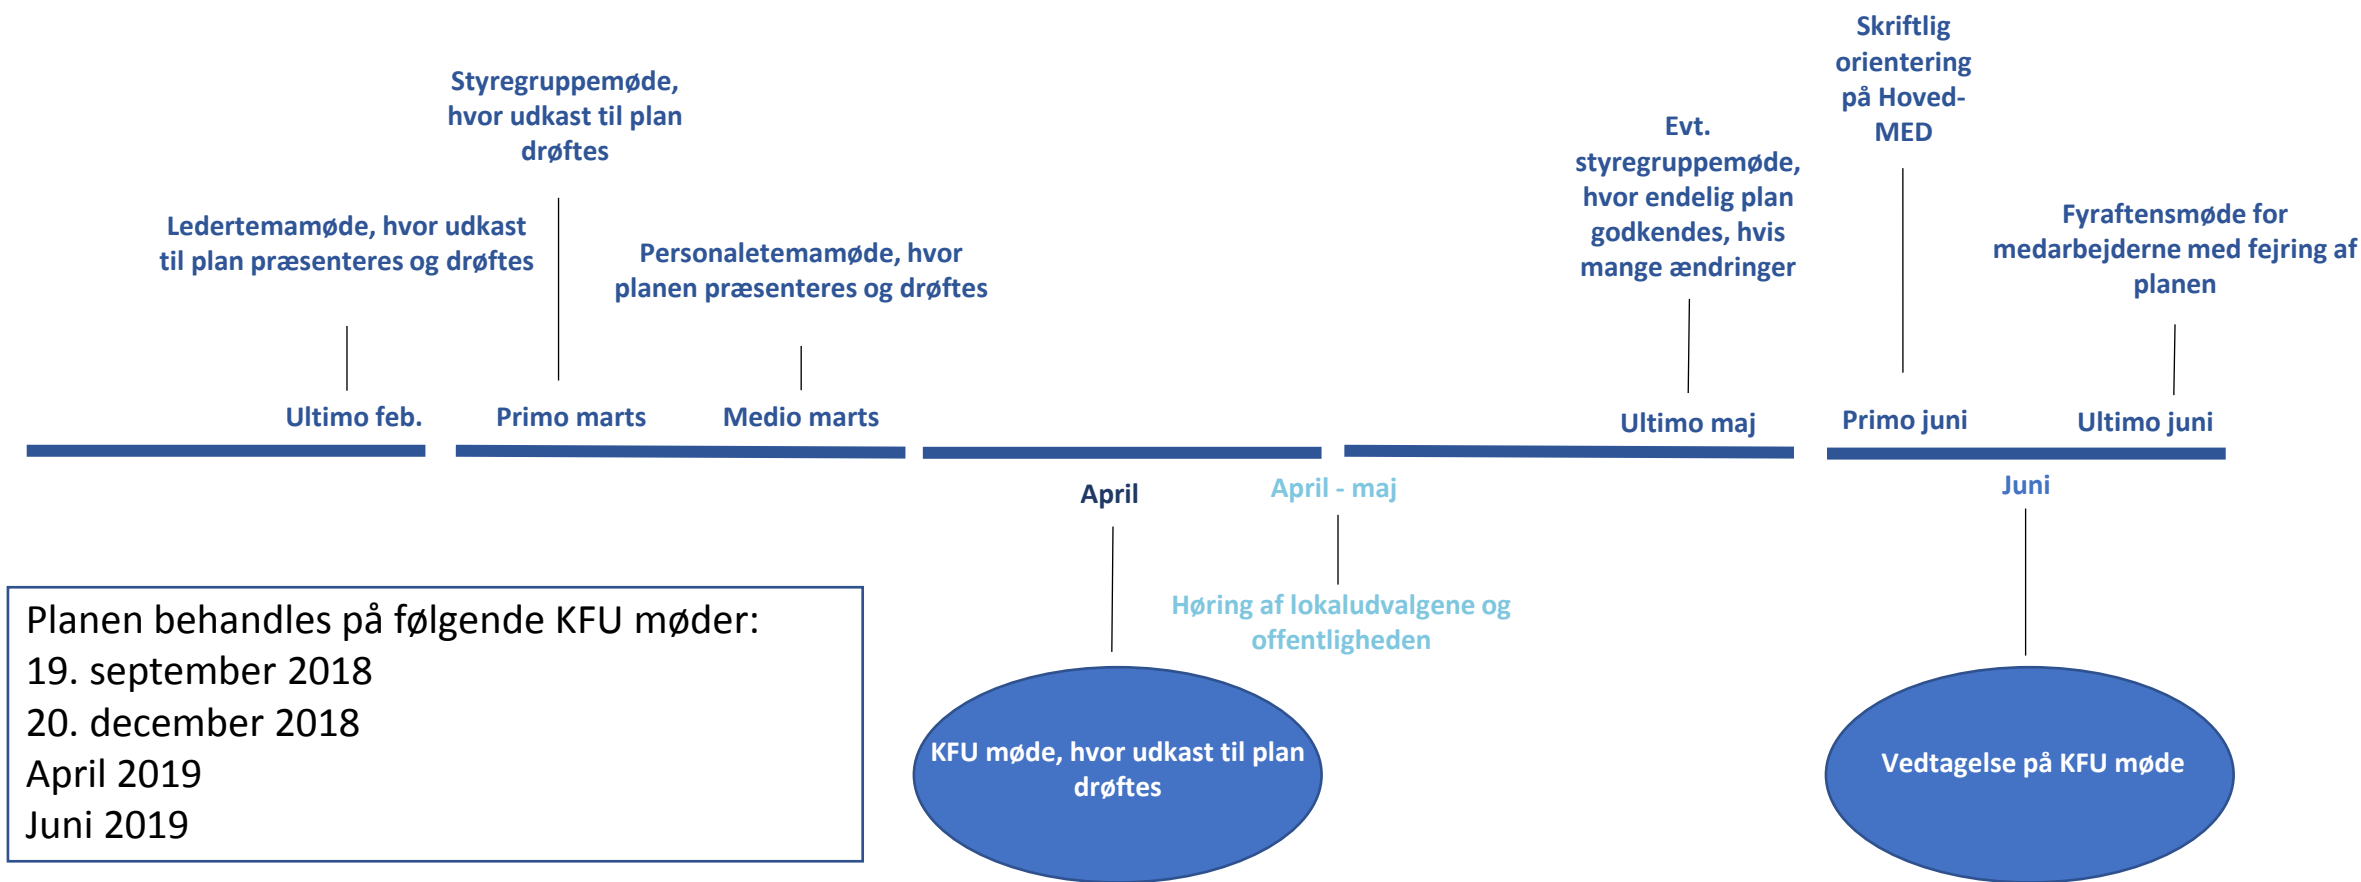 Skriftlig
orientering
på Hoved-
MED
Styregruppemøde,
hvor udkast til plan
drøftes
Evt.
styregruppemøde,
hvor endelig plan
godkendes, hvis
mange ændringer
Ledertemamøde, hvor udkast
til plan præsenteres og drøftes
Personaletemamøde, hvor
planen præsenteres og drøftes
Fyraftensmøde for
medarbejderne med fejring af
planen
Ultimo feb.
Primo marts
Medio marts
Ultimo maj
Primo juni
Ultimo juni
April
April - maj
Juni
Høring af lokaludvalgene og
offentligheden
Planen behandles på følgende KFU møder:
19. september 2018
20. december 2018
April 2019
Juni 2019
KFU møde, hvor udkast til plan
drøftes
Vedtagelse på KFU møde